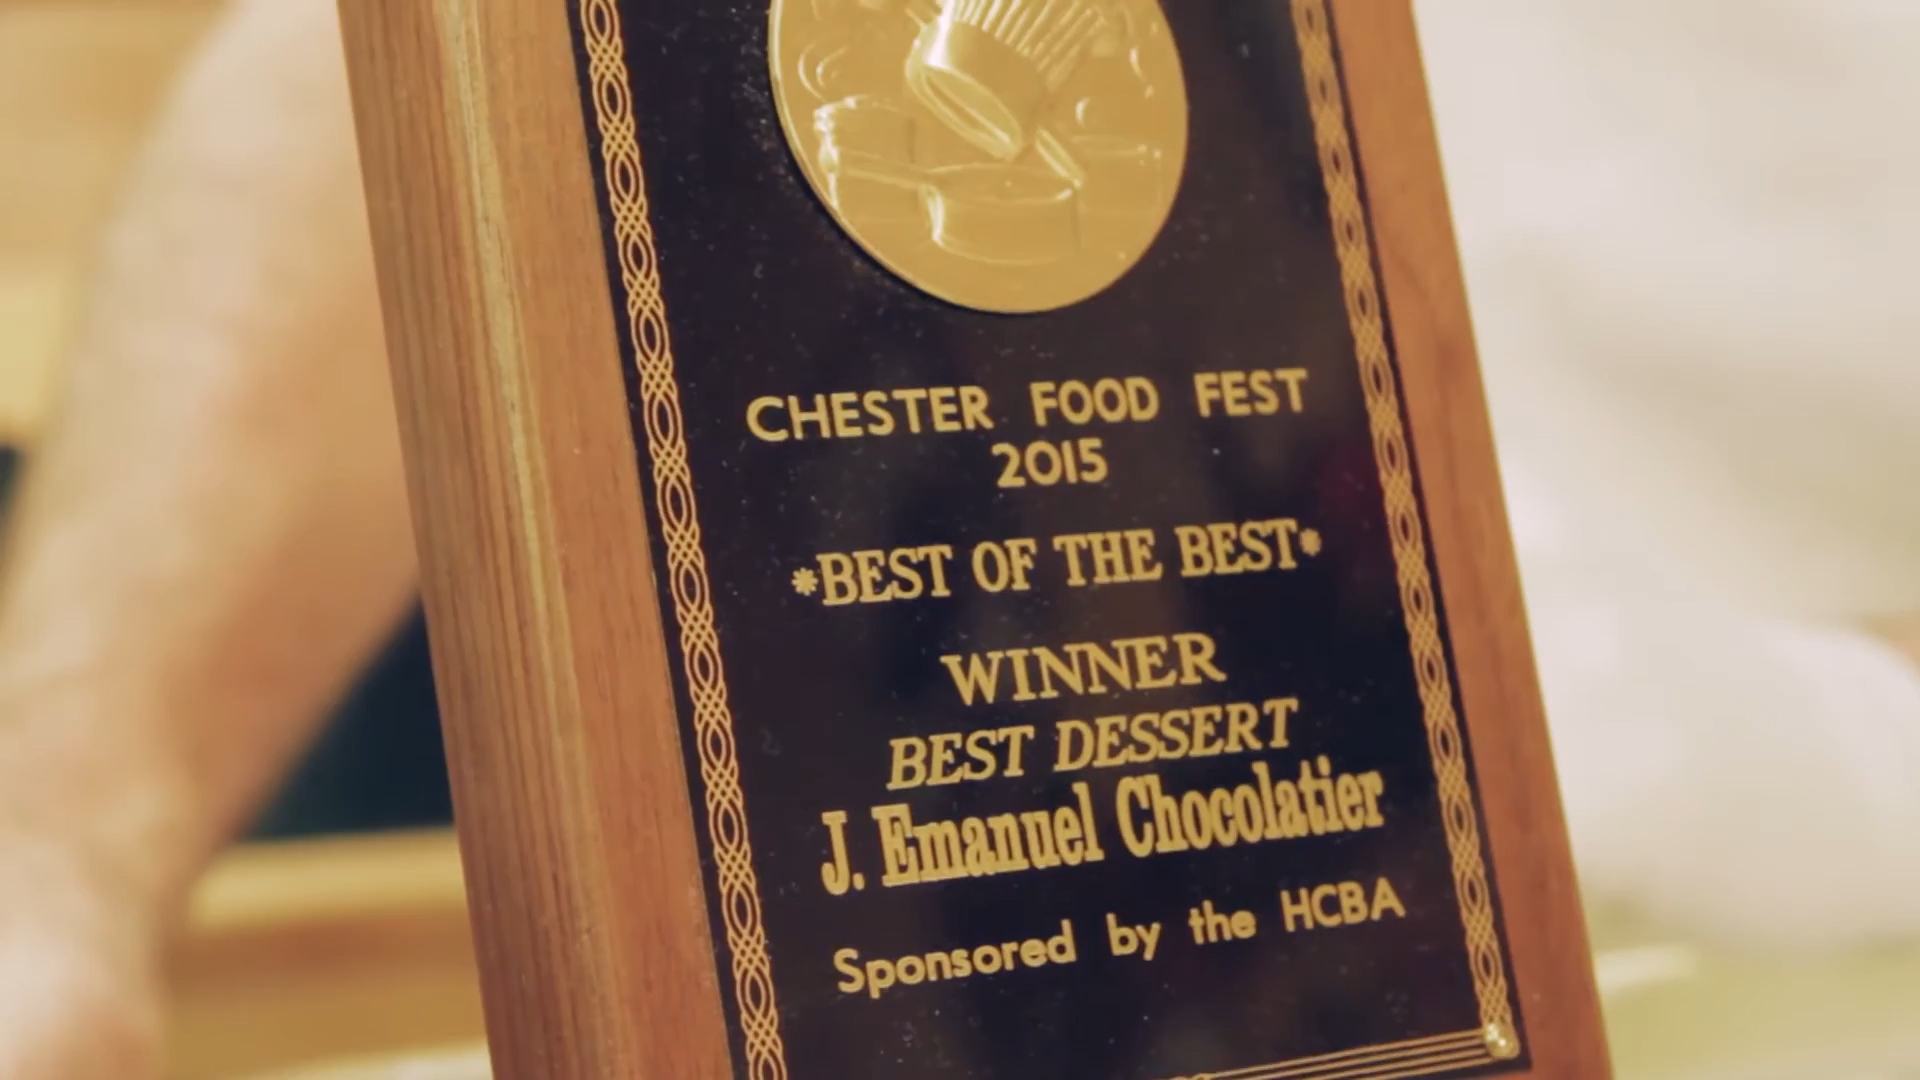 CHESTER FOOD FEST
2015
*BEST OF THE BEST*
WINNER
BEST DESSERT
J. Emanuel Chocolatier
Sponsored by the HCBA